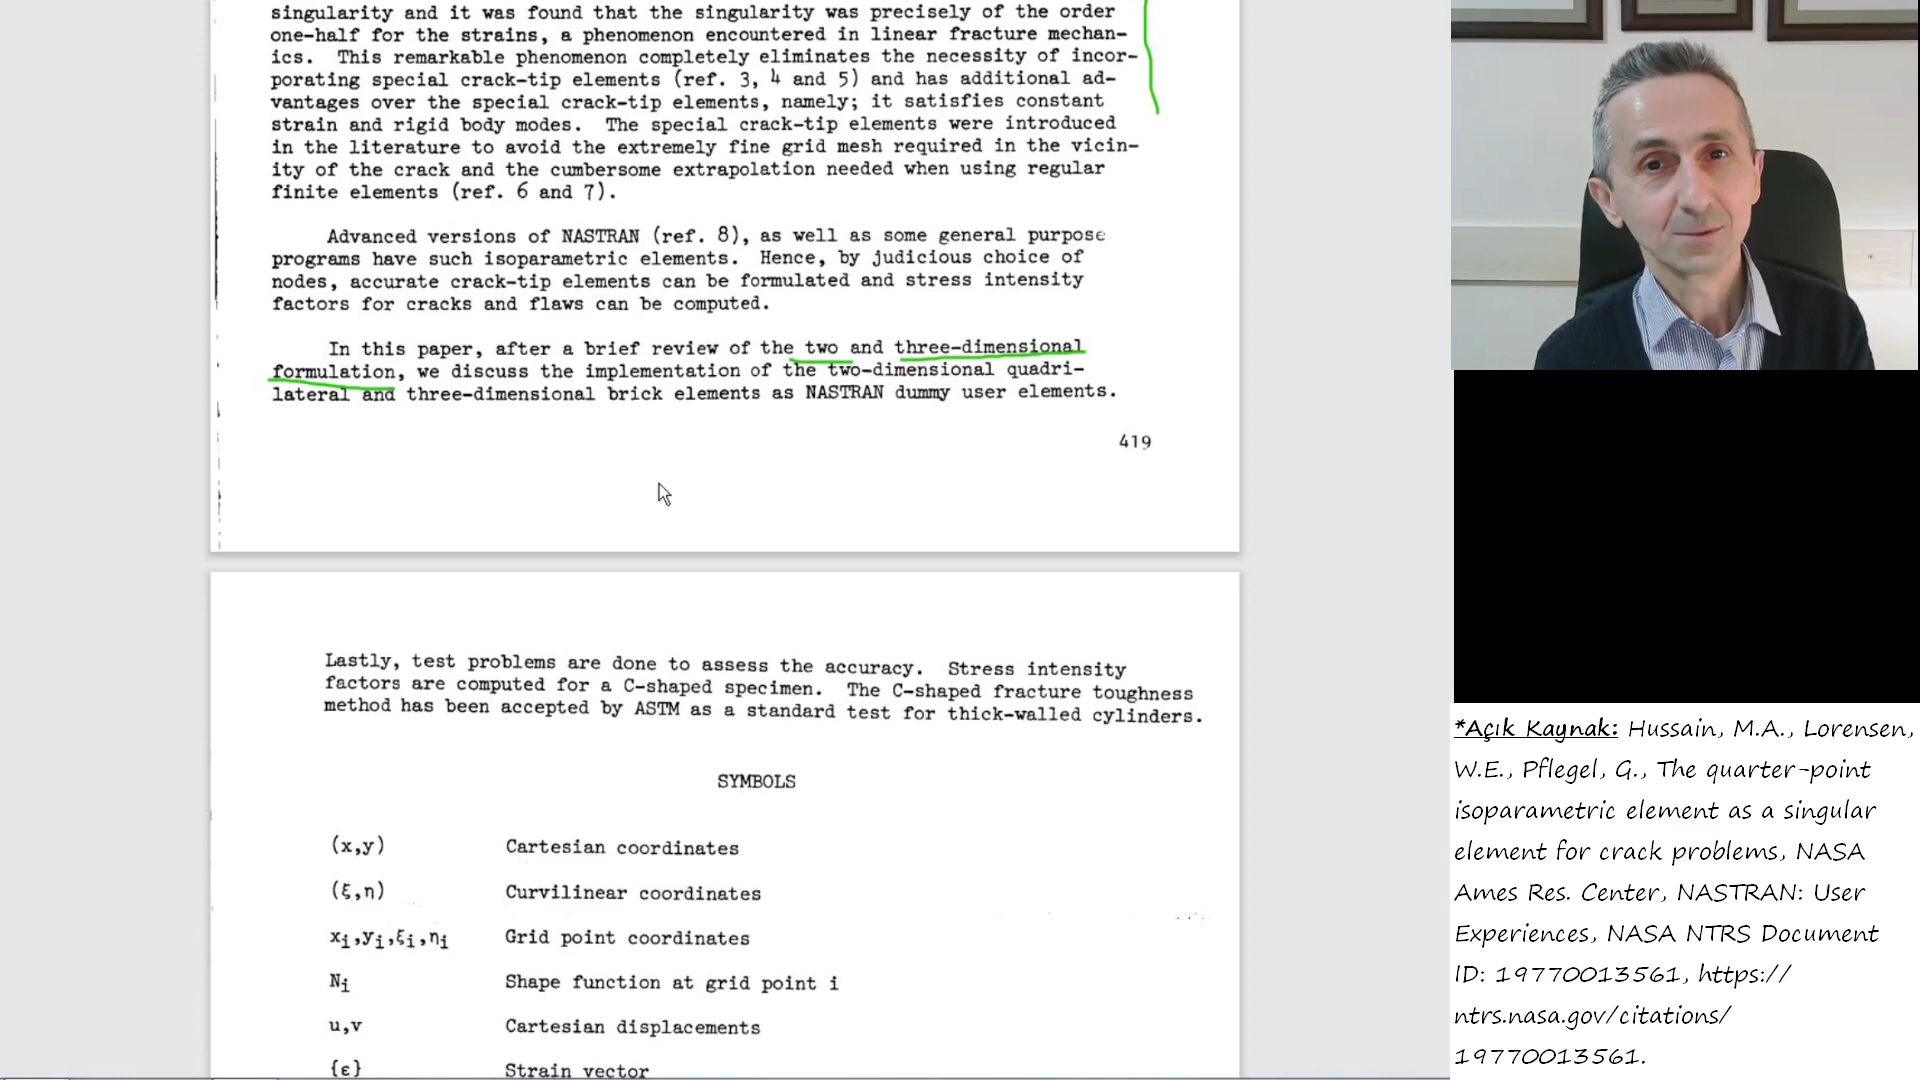 singularity and it was found that the singularity was precisely of the order
one-half for the strains, a phenomenon encountered in linear fracture mechan-
ics. This remarkable phenomenon completely eliminates the necessity of incor-
porating special crack-tip elements (ref. 3, 4 and 5) and has additional ad-
vantages over the special crack-tip elements, namely; it satisfies constant
strain and rigid body modes. The special crack-tip elements were introduced
in the literature to avoid the extremely fine grid mesh required in the vicin-
ity of the crack and the cumbersome extrapolation needed when using regular
finite elements (ref. 6 and 7).
Advanced versions of NASTRAN (ref. 8), as well as some general purpose
programs have such isoparametric elements. Hence, by judicious choice of
nodes, accurate crack-tip elements can be formulated and stress intensity
factors for cracks and flaws can be computed.
In this paper, after a brief review of the two and three-dimensional
formulation, we discuss the implementation of the two-dimensional quadri-
lateral and three-dimensional brick elements as NASTRAN dummy user elements.
419
Lastly, test problems are done to assess the accuracy. Stress intensity
factors are computed for a C-shaped specimen. The C-shaped fracture toughness
method has been accepted by ASTM as a standard test for thick-walled cylinders.
SYMBOLS
(x,y) Cartesian coordinates
(ξ,η) Curvilinear coordinates
xi,yi,ξi,ηi Grid point coordinates
Ni Shape function at grid point i
u,v Cartesian displacements
{ε} Strain vector
*Açık Kaynak: Hussain, M.A., Lorensen,
W.E., Pflegel, G., The quarter-point
isoparametric element as a singular
element for crack problems, NASA
Ames Res. Center, NASTRAN: User
Experiences, NASA NTRS Document
ID: 19770013561, https://
ntrs.nasa.gov/citations/
19770013561.